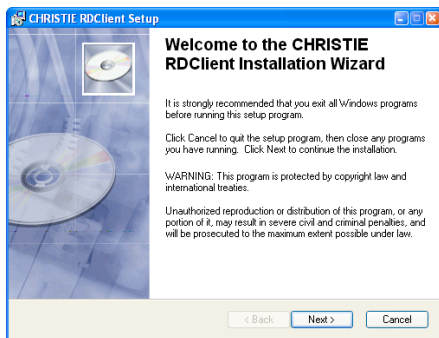 CHRISTIE RDClient Setup
Welcome to the CHRISTIE
RDClient Installation Wizard
It is strongly recommended that you exit all Windows programs
before running this setup program.
Click Cancel to quit the setup program, then close any programs
you have running. Click Next to continue the installation.
WARNING: This program is protected by copyright law and
international treaties.
Unauthorized reproduction or distribution of this program, or any
portion of it, may result in severe civil and criminal penalties, and
will be prosecuted to the maximum extent possible under law.
< Back Next > Cancel